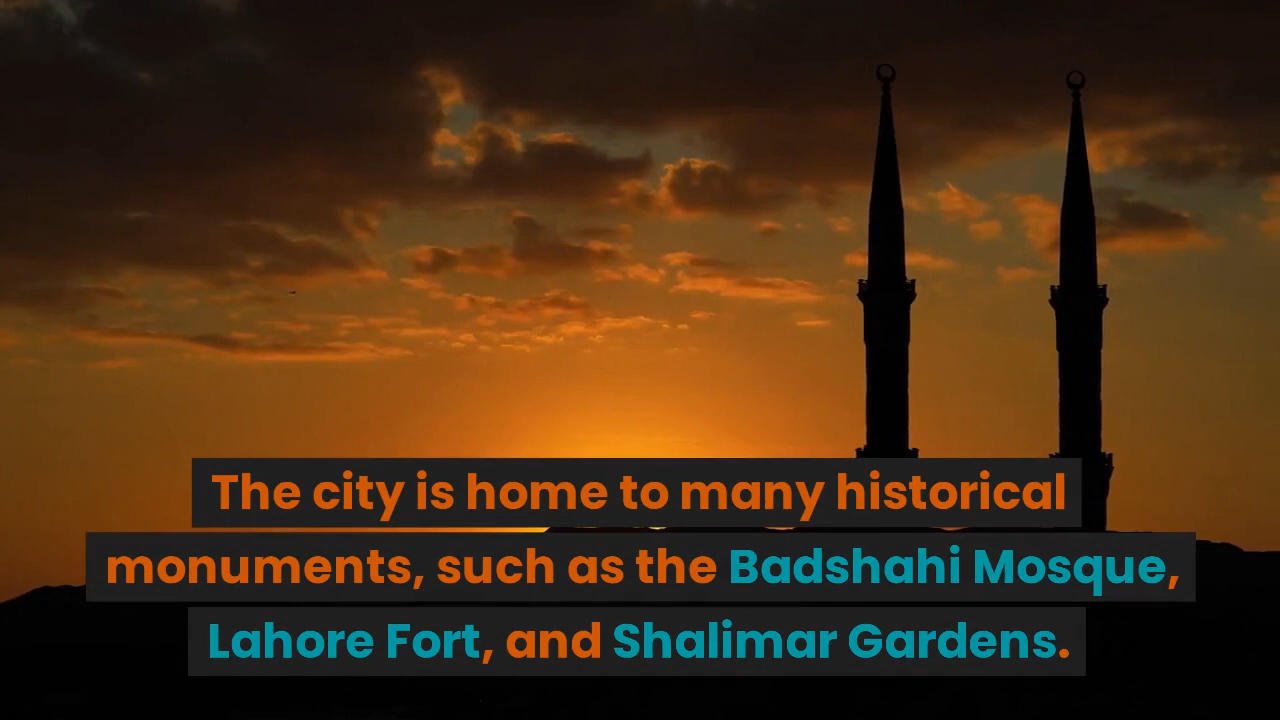 The city is home to many historical
monuments, such as the Badshahi Mosque,
Lahore Fort, and Shalimar Gardens.